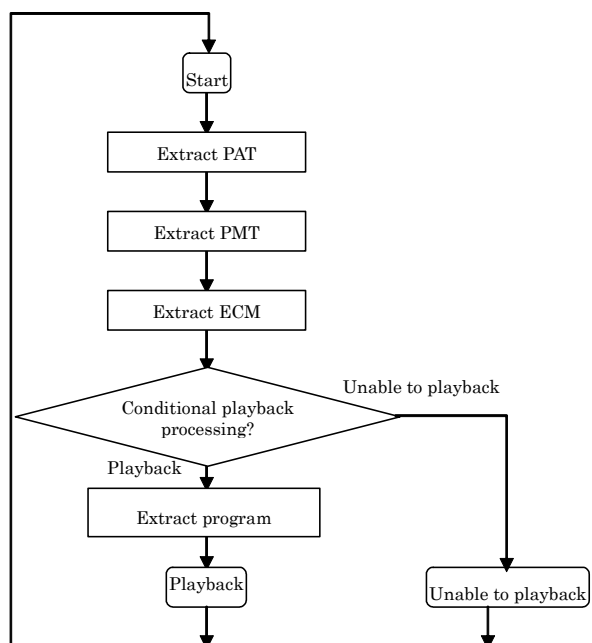 Start
Extract PAT
Extract PMT
Extract ECM
Unable to playback
Conditional playback
processing?
Playback
Extract program
Playback
Unable to playback